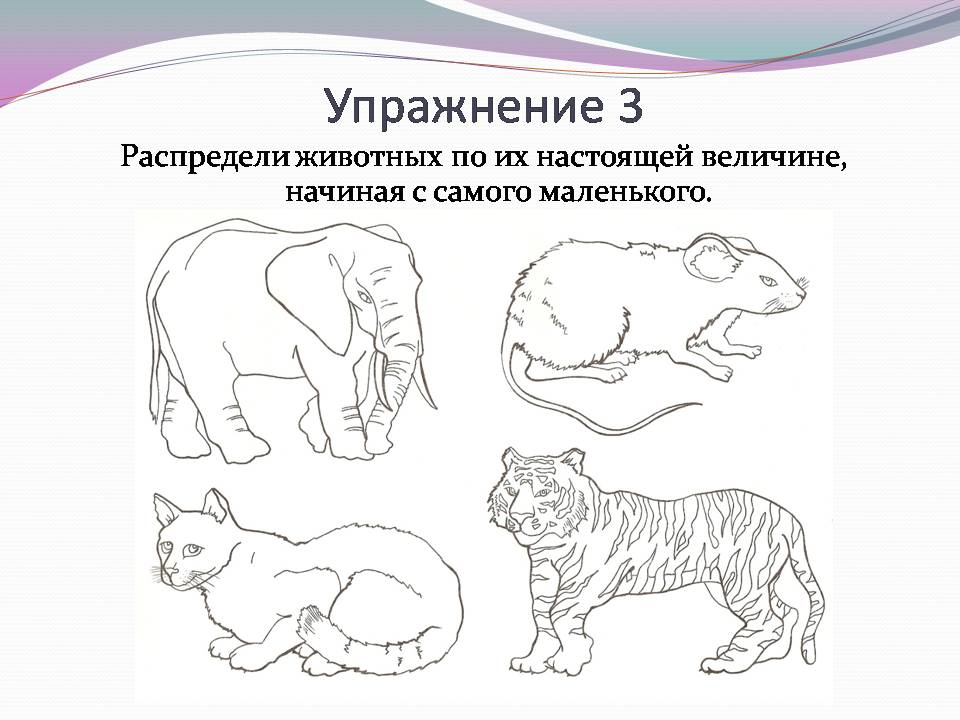 Упражнение 3
Распредели животных по их настоящей величине,
начиная с самого маленького.